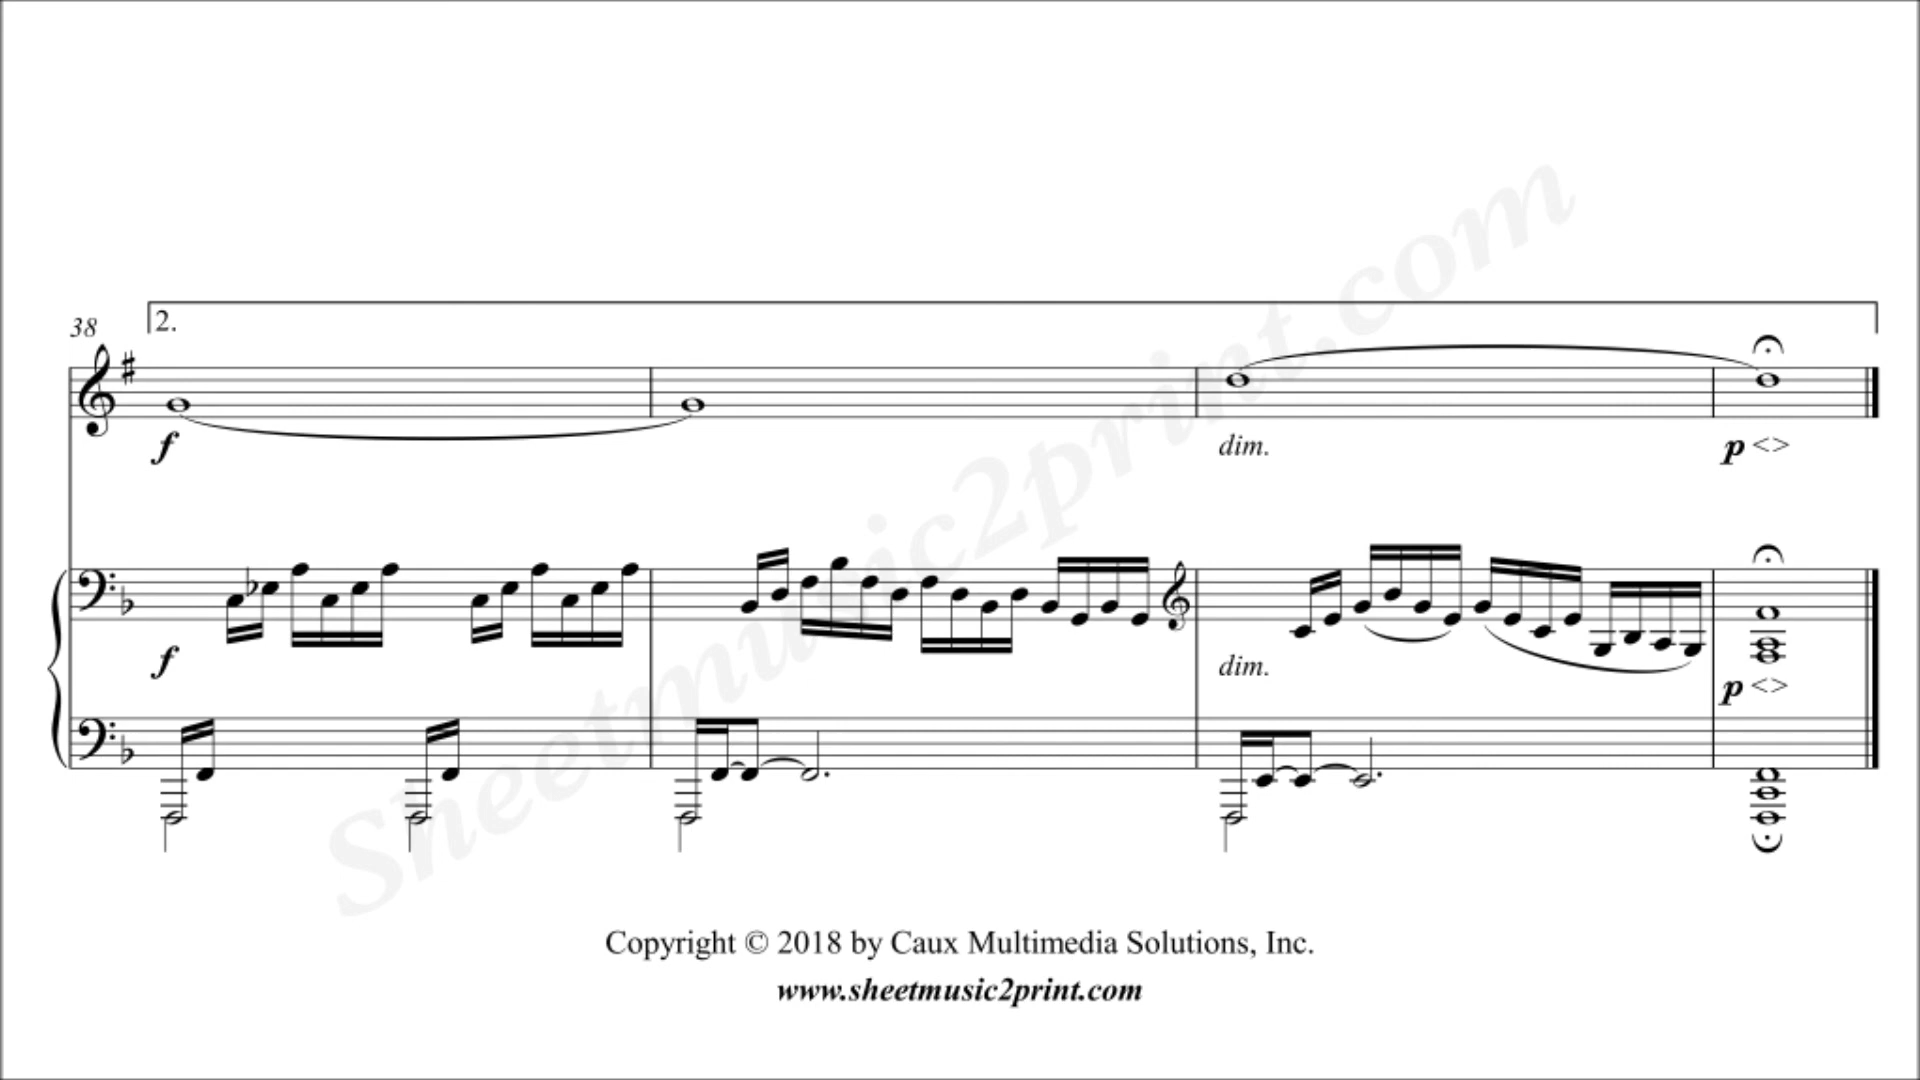 2.
38
f
dim.
p
f
dim.
p
Sheetmusic2print.com
Copyright © 2018 by Caux Multimedia Solutions, Inc.
www.sheetmusic2print.com